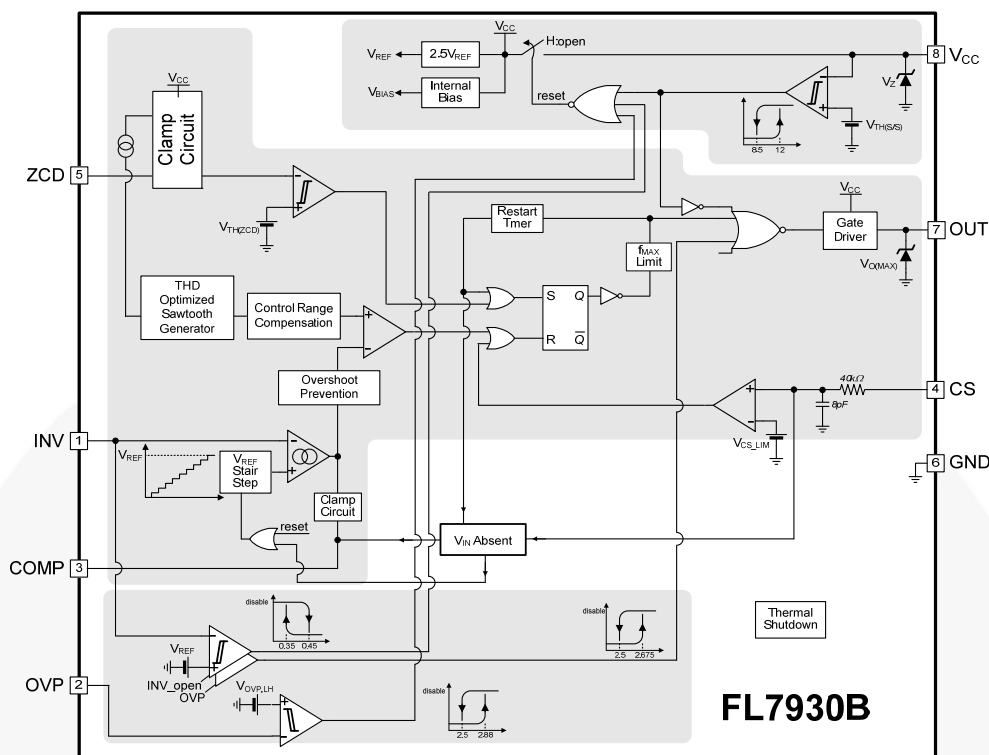 VCC
H:open
VREF
2.5VREF
8
VCC
VBIAS
Internal
Bias
reset
VZ
VTH(S/S)
8.5
12
VCC
Clamp
Circuit
ZCD
5
VTH(ZCD)
Restart
Tmer
VCC
fMAX
Limit
Gate
Driver
7
OUT
VO(MAX)
THD
Optimized
Sawtooth
Generator
Control Range
Compensation
S
Q
R
Q̅
Overshoot
Prevention
40kΩ
4
CS
8pF
VCS_LIM
INV
1
VREF
VREF
Stair
Step
6
GND
Clamp
Circuit
reset
VIN Absent
COMP
3
disable
0.35
0.45
disable
2.5
2.675
Thermal
Shutdown
VREF
INV_open
OVP
OVP
2
VOVP,LH
disable
2.5
2.88
FL7930B